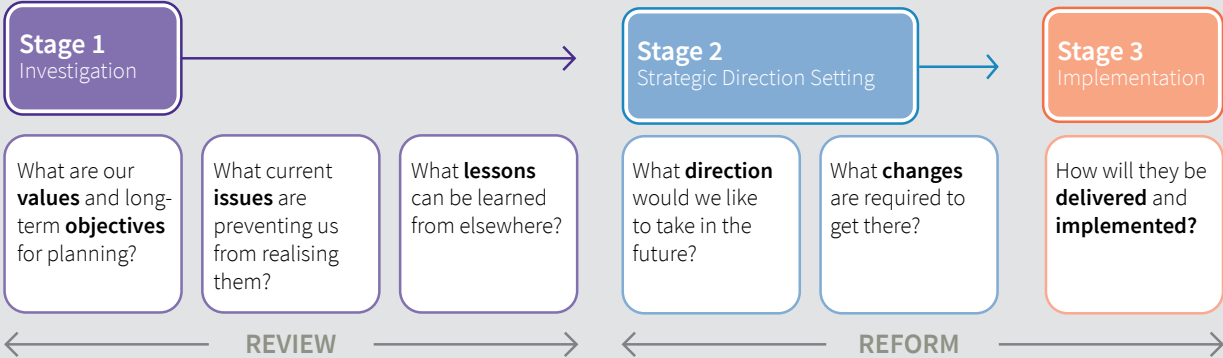 Stage 1
Investigation
Stage 2
Strategic Direction Setting
Stage 3
Implementation
What are our
values and long-
term objectives
for planning?
What current
issues are
preventing us
from realising
them?
What lessons
can be learned
from elsewhere?
What direction
would we like
to take in the
future?
What changes
are required to
get there?
How will they be
delivered and
implemented?
REVIEW
REFORM